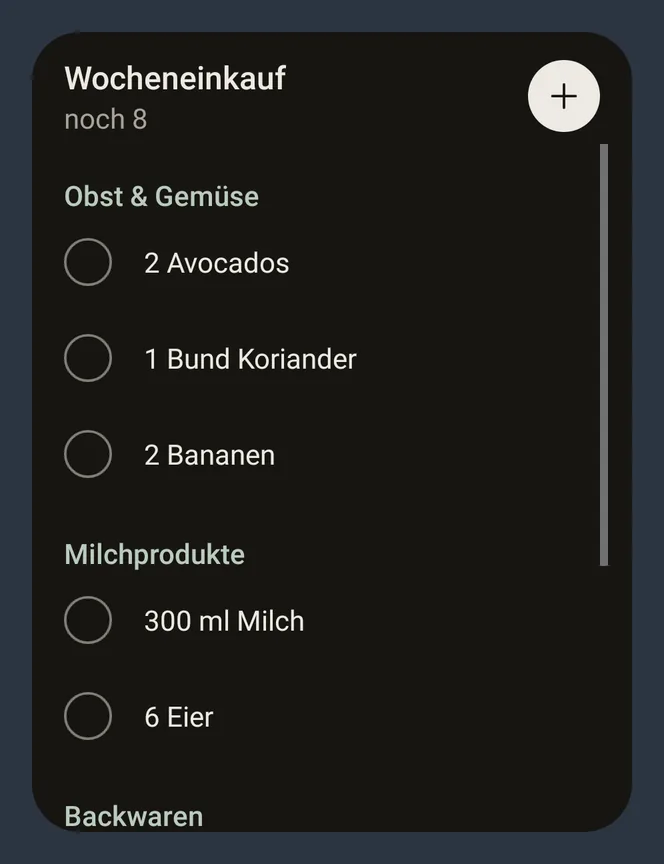 Wocheneinkauf
noch 8
Obst & Gemüse
2 Avocados
1 Bund Koriander
2 Bananen
Milchprodukte
300 ml Milch
6 Eier
Backwaren